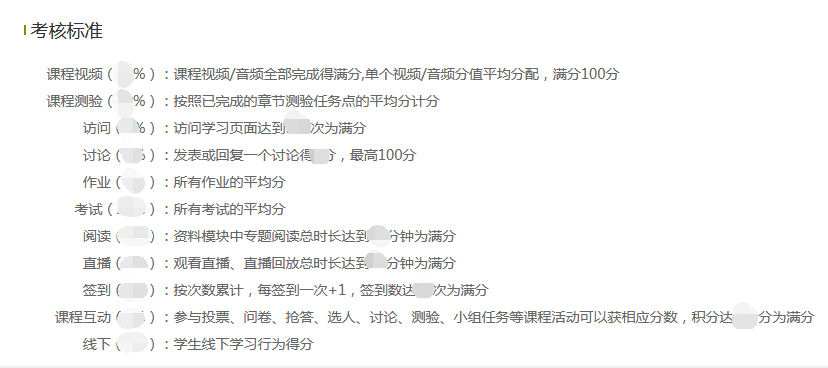 考核标准
课程视频（%）：课程视频/音频全部完成得满分,单个视频/音频分值平均分配，满分100分
课程测验（%）：按照已完成的章节测验任务点的平均分计分
访问（%）：访问学习页面达到次为满分
讨论（%）：发表或回复一个讨论得分，最高100分
作业（）：所有作业的平均分
考试（）：所有考试的平均分
阅读（）：资料模块中专题阅读总时长达到分钟为满分
直播（）：观看直播、直播回放总时长达到分钟为满分
签到（）：按次数累计，每签到一次+1，签到数达次为满分
课程互动（）：参与投票、问卷、抢答、选人、讨论、测验、小组任务等课程活动可以获相应分数，积分达分为满分
线下（）：学生线下学习行为得分